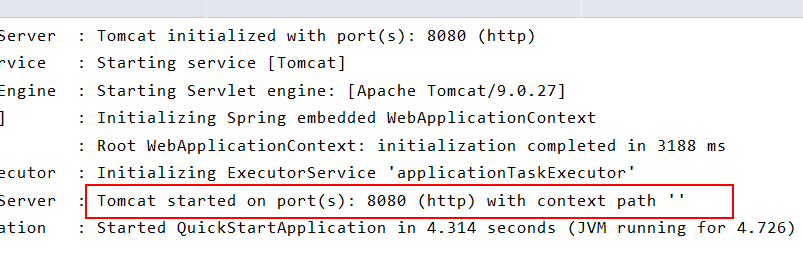 Server : Tomcat initialized with port(s): 8080 (http)
rvice : Starting service [Tomcat]
Engine : Starting Servlet engine: [Apache Tomcat/9.0.27]
] : Initializing Spring embedded WebApplicationContext
: Root WebApplicationContext: initialization completed in 3188 ms
ecutor : Initializing ExecutorService 'applicationTaskExecutor'
Server : Tomcat started on port(s): 8080 (http) with context path ''
ation : Started QuickStartApplication in 4.314 seconds (JVM running for 4.726)